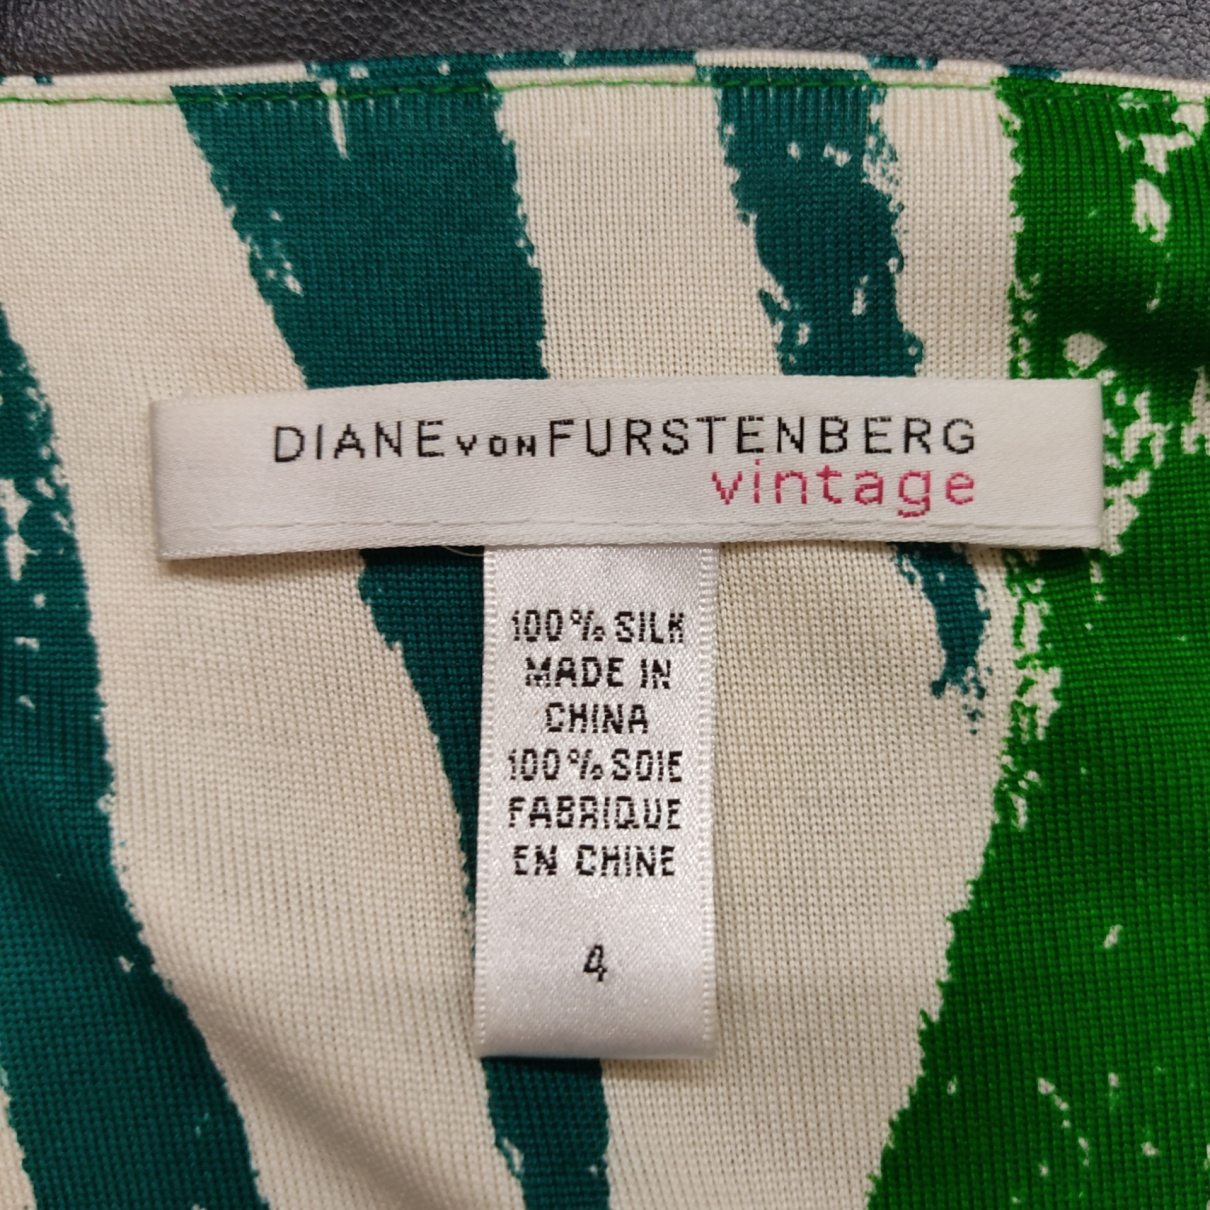 DIANE VON FURSTENBERG
vintage
100% SILK
MADE IN
CHINA
100% SOIE
FABRIQUE
EN CHINE
4